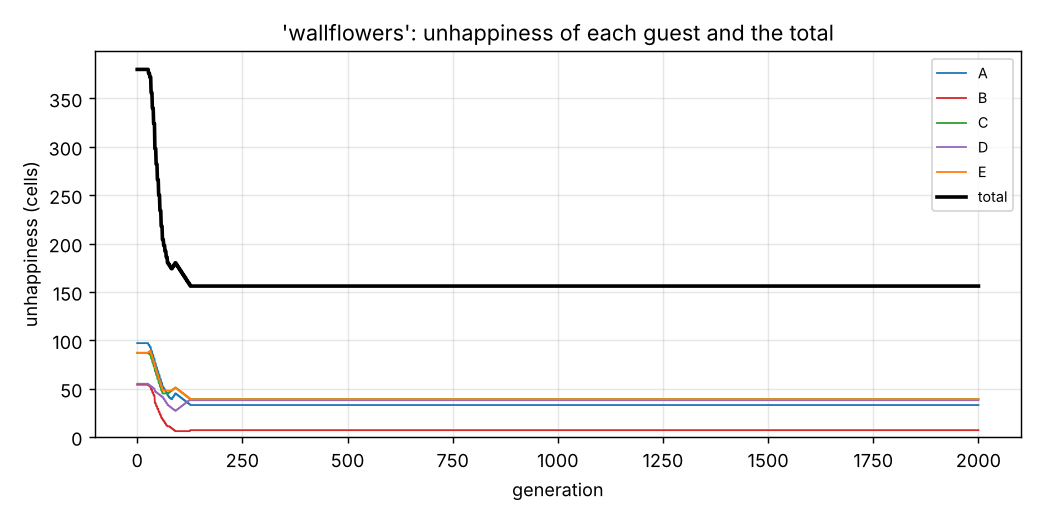 'wallflowers': unhappiness of each guest and the total
unhappiness (cells)
350
300
250
200
150
100
50
0
A
B
C
D
E
total
0 250 500 750 1000 1250 1500 1750 2000
generation